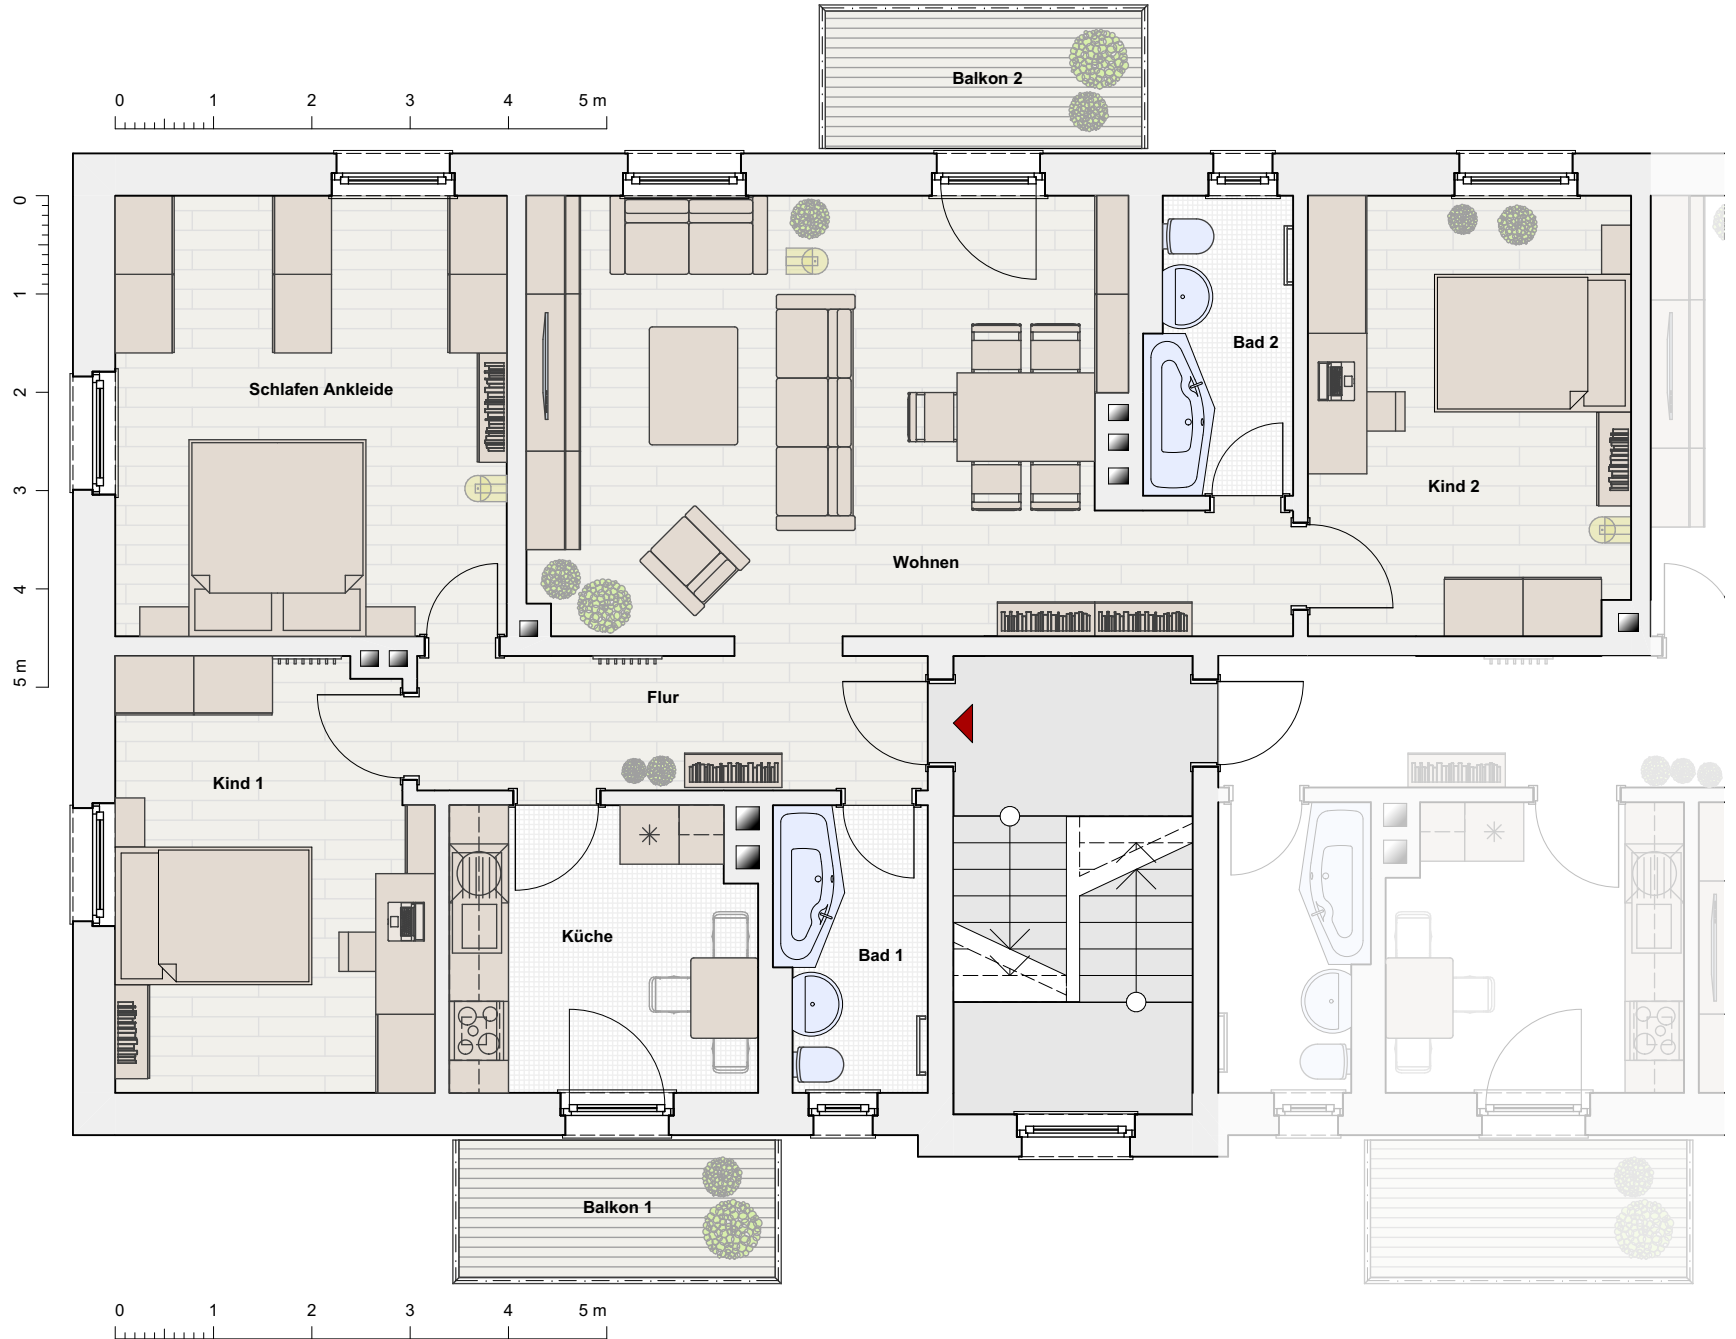 Balkon 2
0 1 2 3 4 5 m
0
1
2
3
4
5 m
Schlafen Ankleide
Bad 2
Kind 2
Wohnen
Flur
Kind 1
Küche
Bad 1
Balkon 1
0 1 2 3 4 5 m